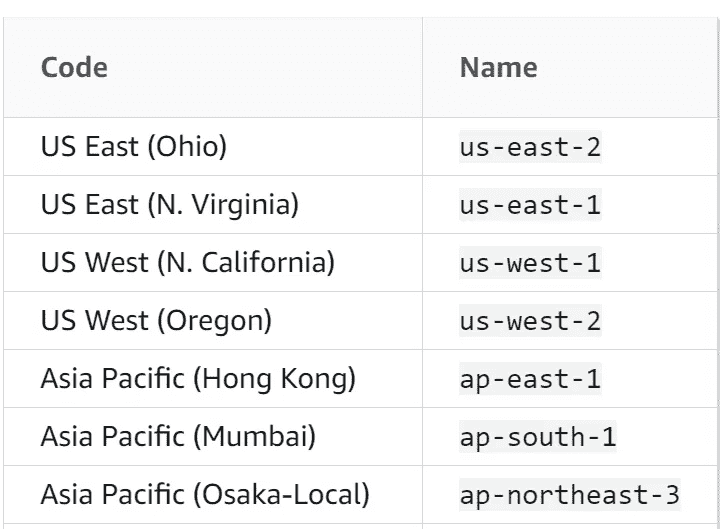 Code Name
US East (Ohio) us-east-2
US East (N. Virginia) us-east-1
US West (N. California) us-west-1
US West (Oregon) us-west-2
Asia Pacific (Hong Kong) ap-east-1
Asia Pacific (Mumbai) ap-south-1
Asia Pacific (Osaka-Local) ap-northeast-3